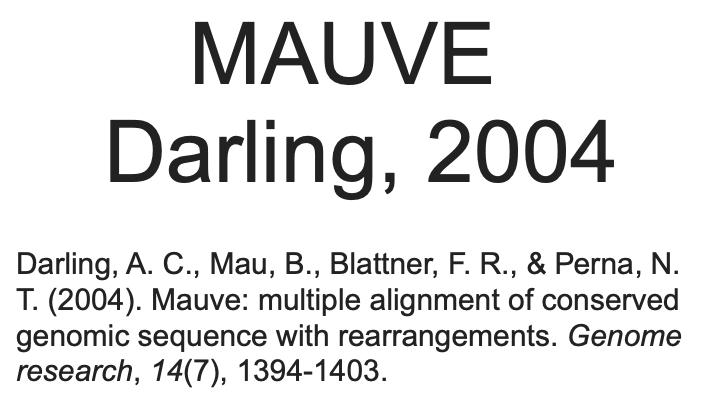 MAUVE
Darling, 2004
Darling, A. C., Mau, B., Blattner, F. R., & Perna, N.
T. (2004). Mauve: multiple alignment of conserved
genomic sequence with rearrangements. Genome
research, 14(7), 1394-1403.